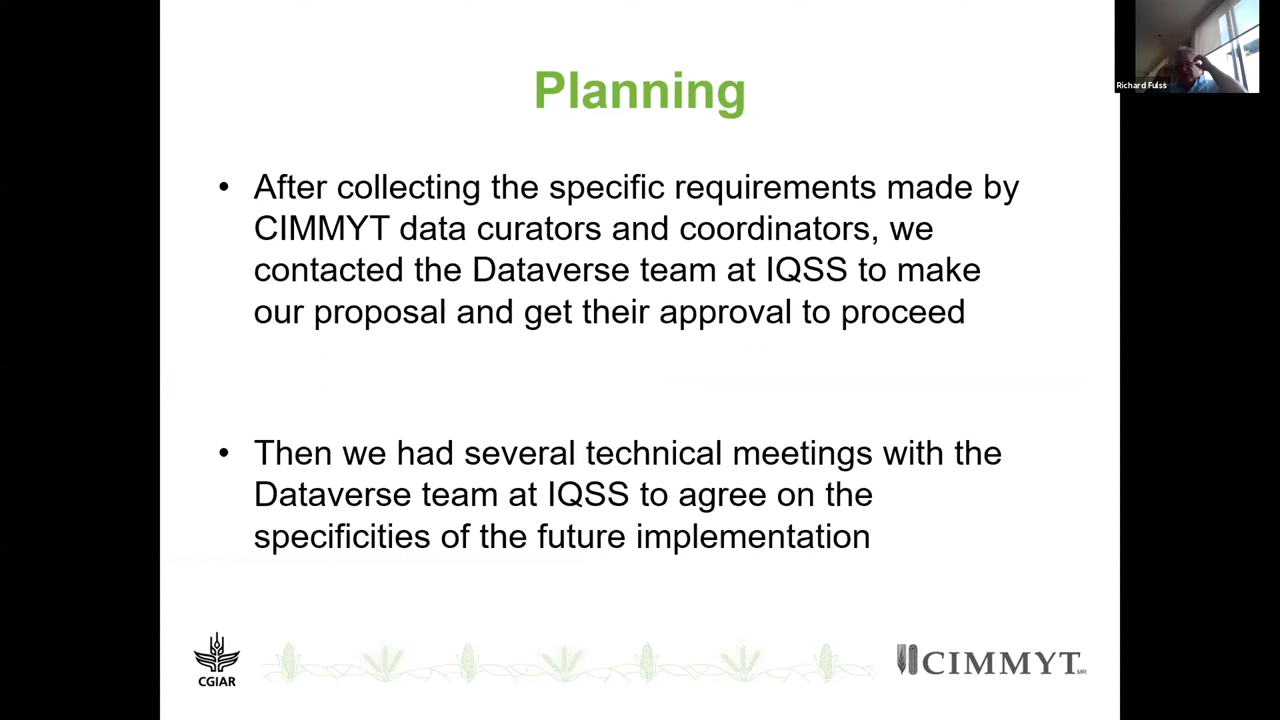 Planning
Richard Fulss
• After collecting the specific requirements made by
CIMMYT data curators and coordinators, we
contacted the Dataverse team at IQSS to make
our proposal and get their approval to proceed
• Then we had several technical meetings with the
Dataverse team at IQSS to agree on the
specificities of the future implementation
CGIAR
CIMMYT MR